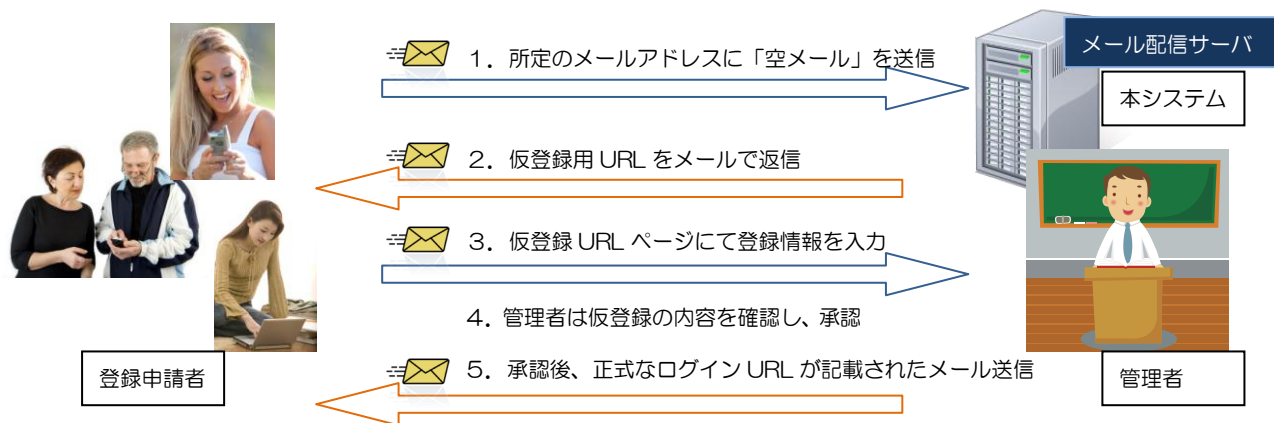 メール配信サーバ
本システム
1．所定のメールアドレスに「空メール」を送信
2．仮登録用 URL をメールで返信
3．仮登録 URL ページにて登録情報を入力
4．管理者は仮登録の内容を確認し、承認
5．承認後、正式なログイン URL が記載されたメール送信
登録申請者
管理者